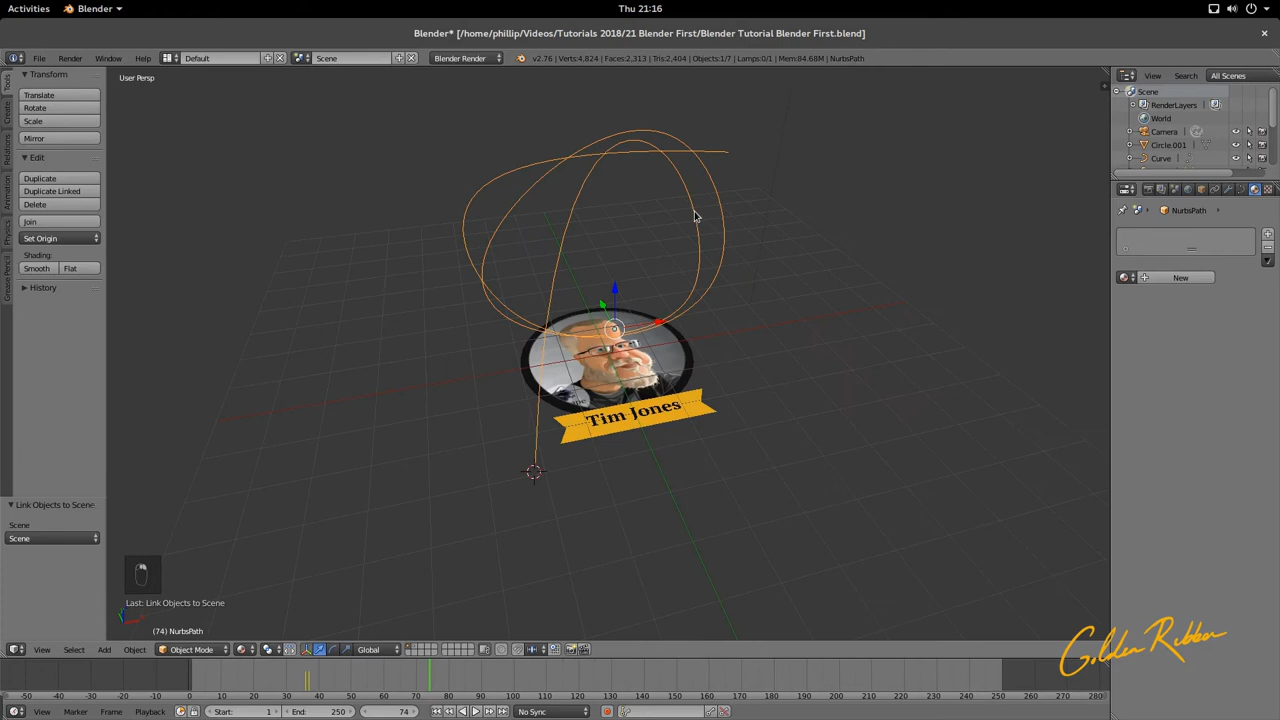 Activities Blender Thu 21:16
Blender* [/home/phillip/Videos/Tutorials 2018/21 Blender First/Blender Tutorial Blender First.blend]
File Render Window Help Default Scene Blender Render v2.76 | Verts:4,824 | Faces:2,313 | Tris:2,404 | Objects:1/7 | Lamps:0/1 | Mem:84.68M | NurbsPath
View Search All Scenes
Tools
Create
Relations
Animation
Physics
Grease Pencil
Transform
Translate
Rotate
Scale
Mirror
Edit
Duplicate
Duplicate Linked
Delete
Join
Set Origin
Shading:
Smooth Flat
History
Link Objects to Scene
Scene
Scene
User Persp
Tim Jones
Last: Link Objects to Scene
(74) NurbsPath
Scene
RenderLayers
World
Camera
Circle.001
Curve
NurbsPath
New
Golden Ribbon
View Select Add Object Object Mode Global
-50 -40 -30 -20 -10 0 10 20 30 40 50 60 70 80 90 100 110 120 130 140 150 160 170 180 190 200 210 220 230 240 250 260 270 280
View Marker Frame Playback Start: 1 End: 250 74 No Sync